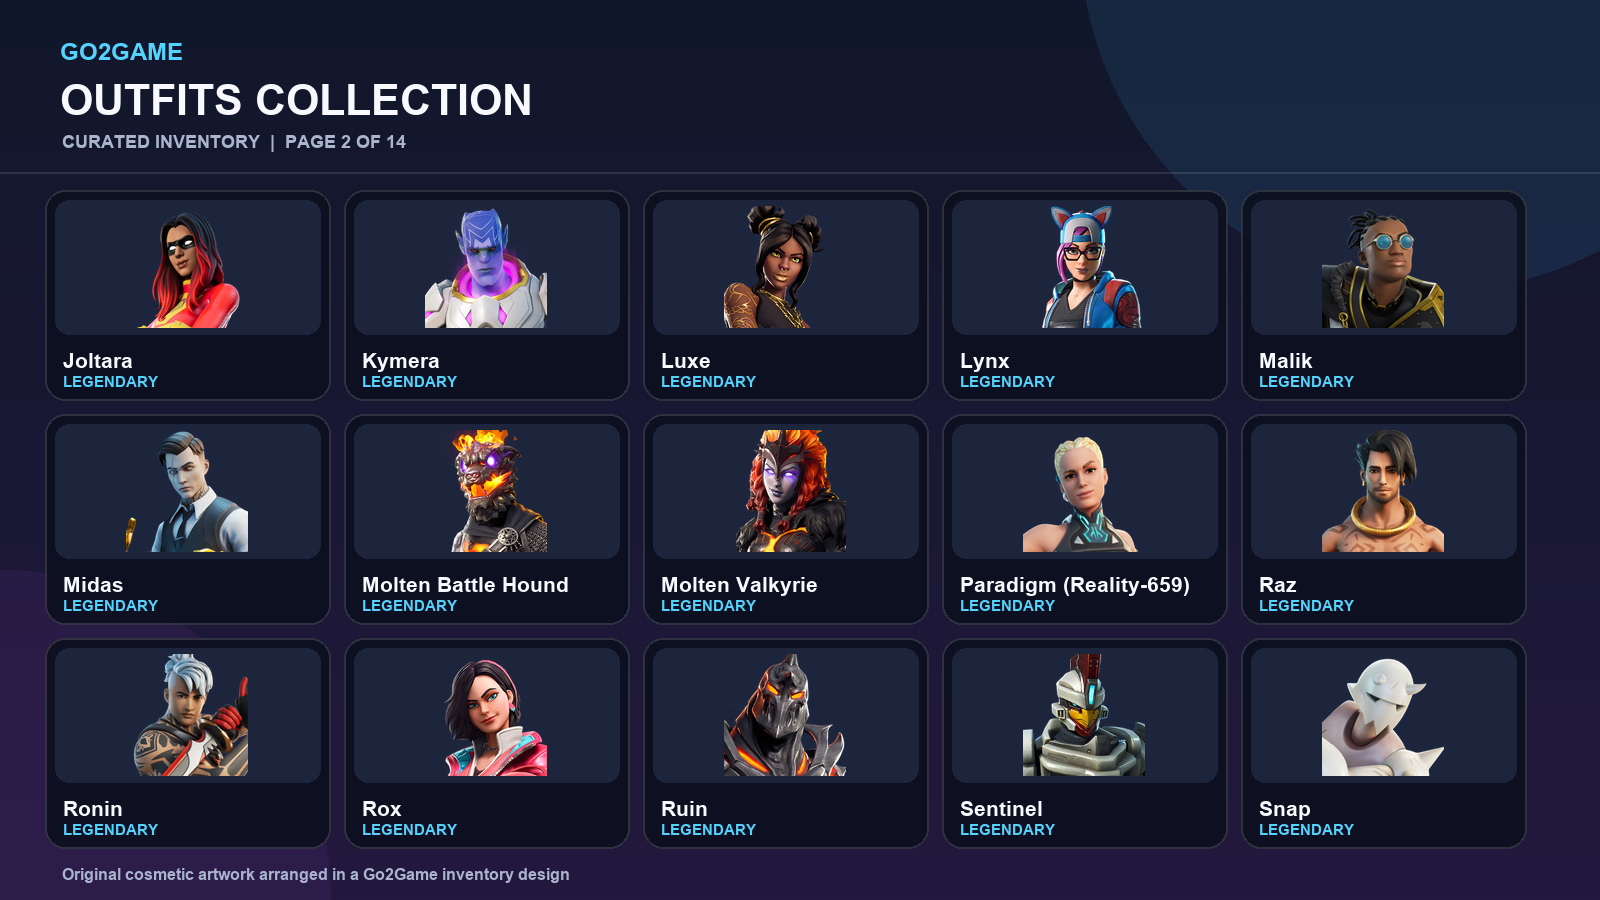 GO2GAME
OUTFITS COLLECTION
CURATED INVENTORY | PAGE 2 OF 14
Joltara
LEGENDARY
Kymera
LEGENDARY
Luxe
LEGENDARY
Lynx
LEGENDARY
Malik
LEGENDARY
Midas
LEGENDARY
Molten Battle Hound
LEGENDARY
Molten Valkyrie
LEGENDARY
Paradigm (Reality-659)
LEGENDARY
Raz
LEGENDARY
Ronin
LEGENDARY
Rox
LEGENDARY
Ruin
LEGENDARY
Sentinel
LEGENDARY
Snap
LEGENDARY
Original cosmetic artwork arranged in a Go2Game inventory design